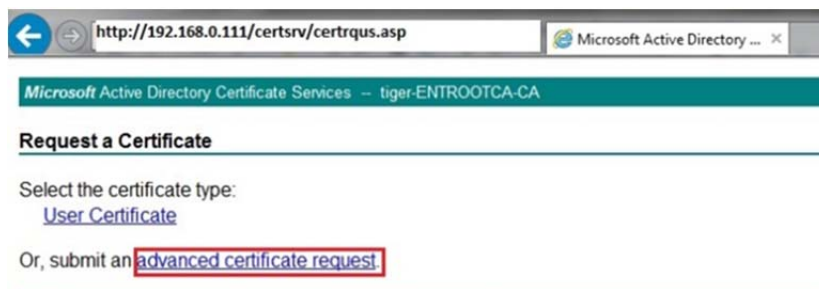 http://192.168.0.111/certsrv/certrqus.asp
Microsoft Active Directory ...
Microsoft Active Directory Certificate Services -- tiger-ENTROOTCA-CA
Request a Certificate
Select the certificate type:
User Certificate
Or, submit an advanced certificate request.